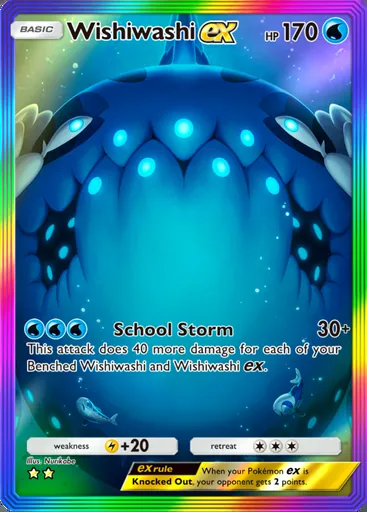 BASIC Wishiwashi ex HP 170
School Storm 30+
This attack does 40 more damage for each of your
Benched Wishiwashi and Wishiwashi ex.
weakness +20 retreat
Illus. Nurikabe
ex rule When your Pokémon ex is
Knocked Out, your opponent gets 2 points.